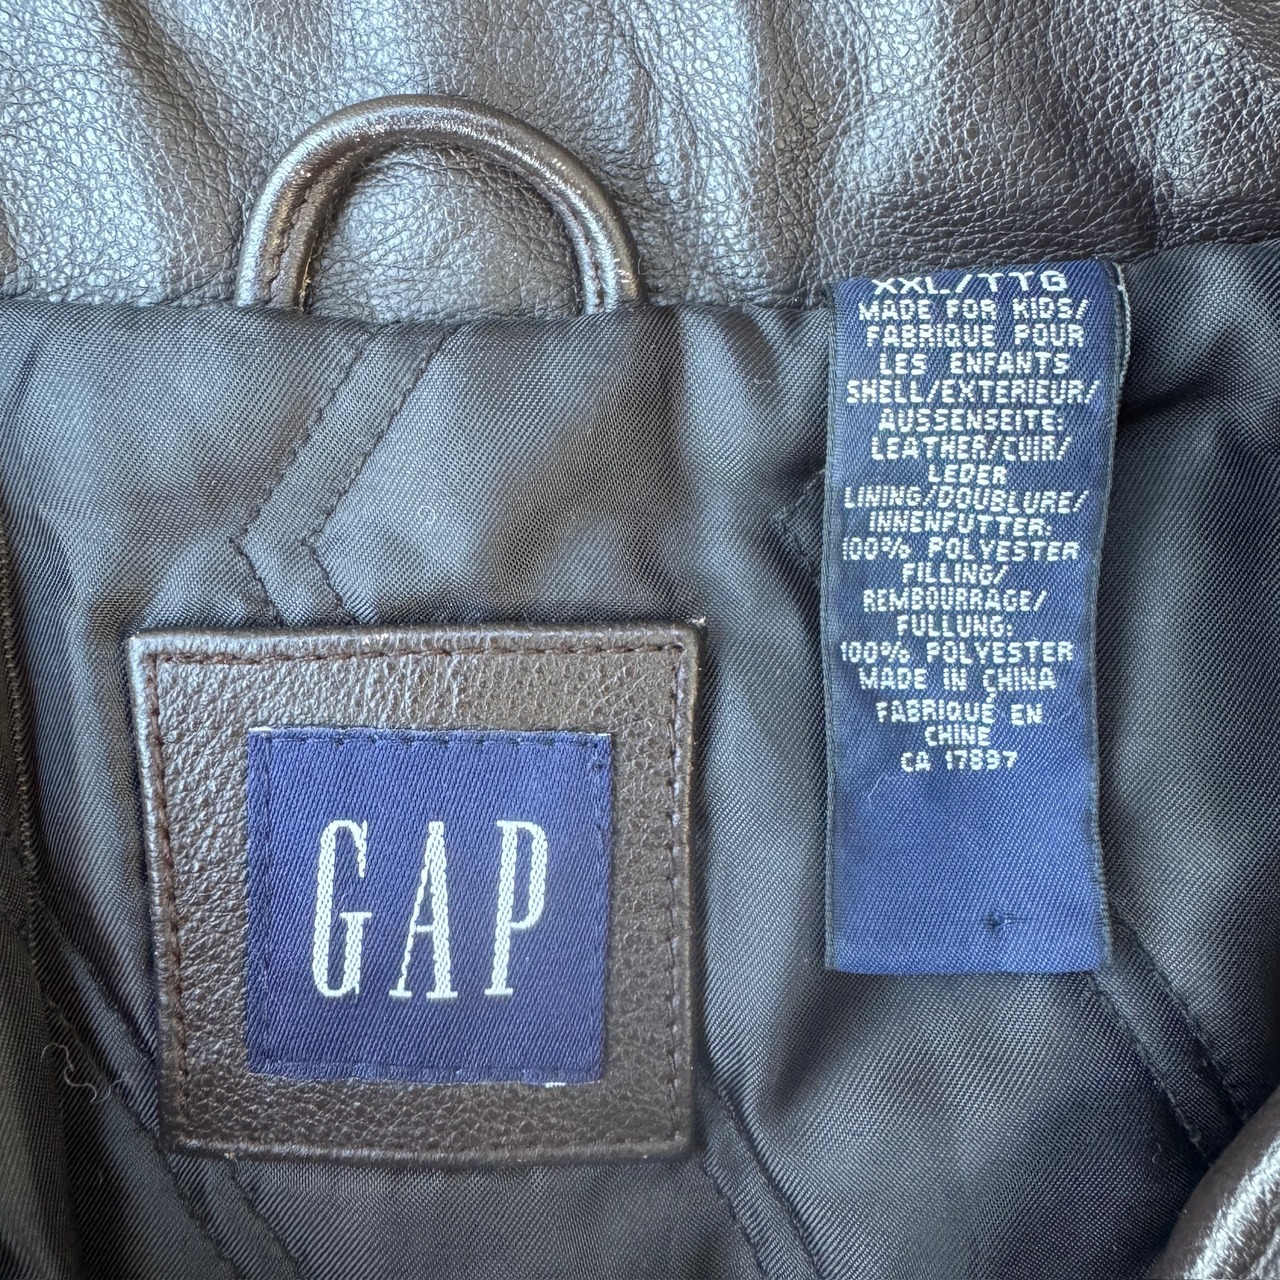 XXL/TTG
MADE FOR KIDS/
FABRIQUE POUR
LES ENFANTS
SHELL/EXTERIEUR/
AUSSENSEITE:
LEATHER/CUIR/
LEDER
LINING/DOUBLURE/
INNENFUTTER:
100% POLYESTER
FILLING/
REMBOURRAGE/
FULLUNG:
100% POLYESTER
MADE IN CHINA
FABRIQUÉ EN
CHINE
CA 17897
GAP